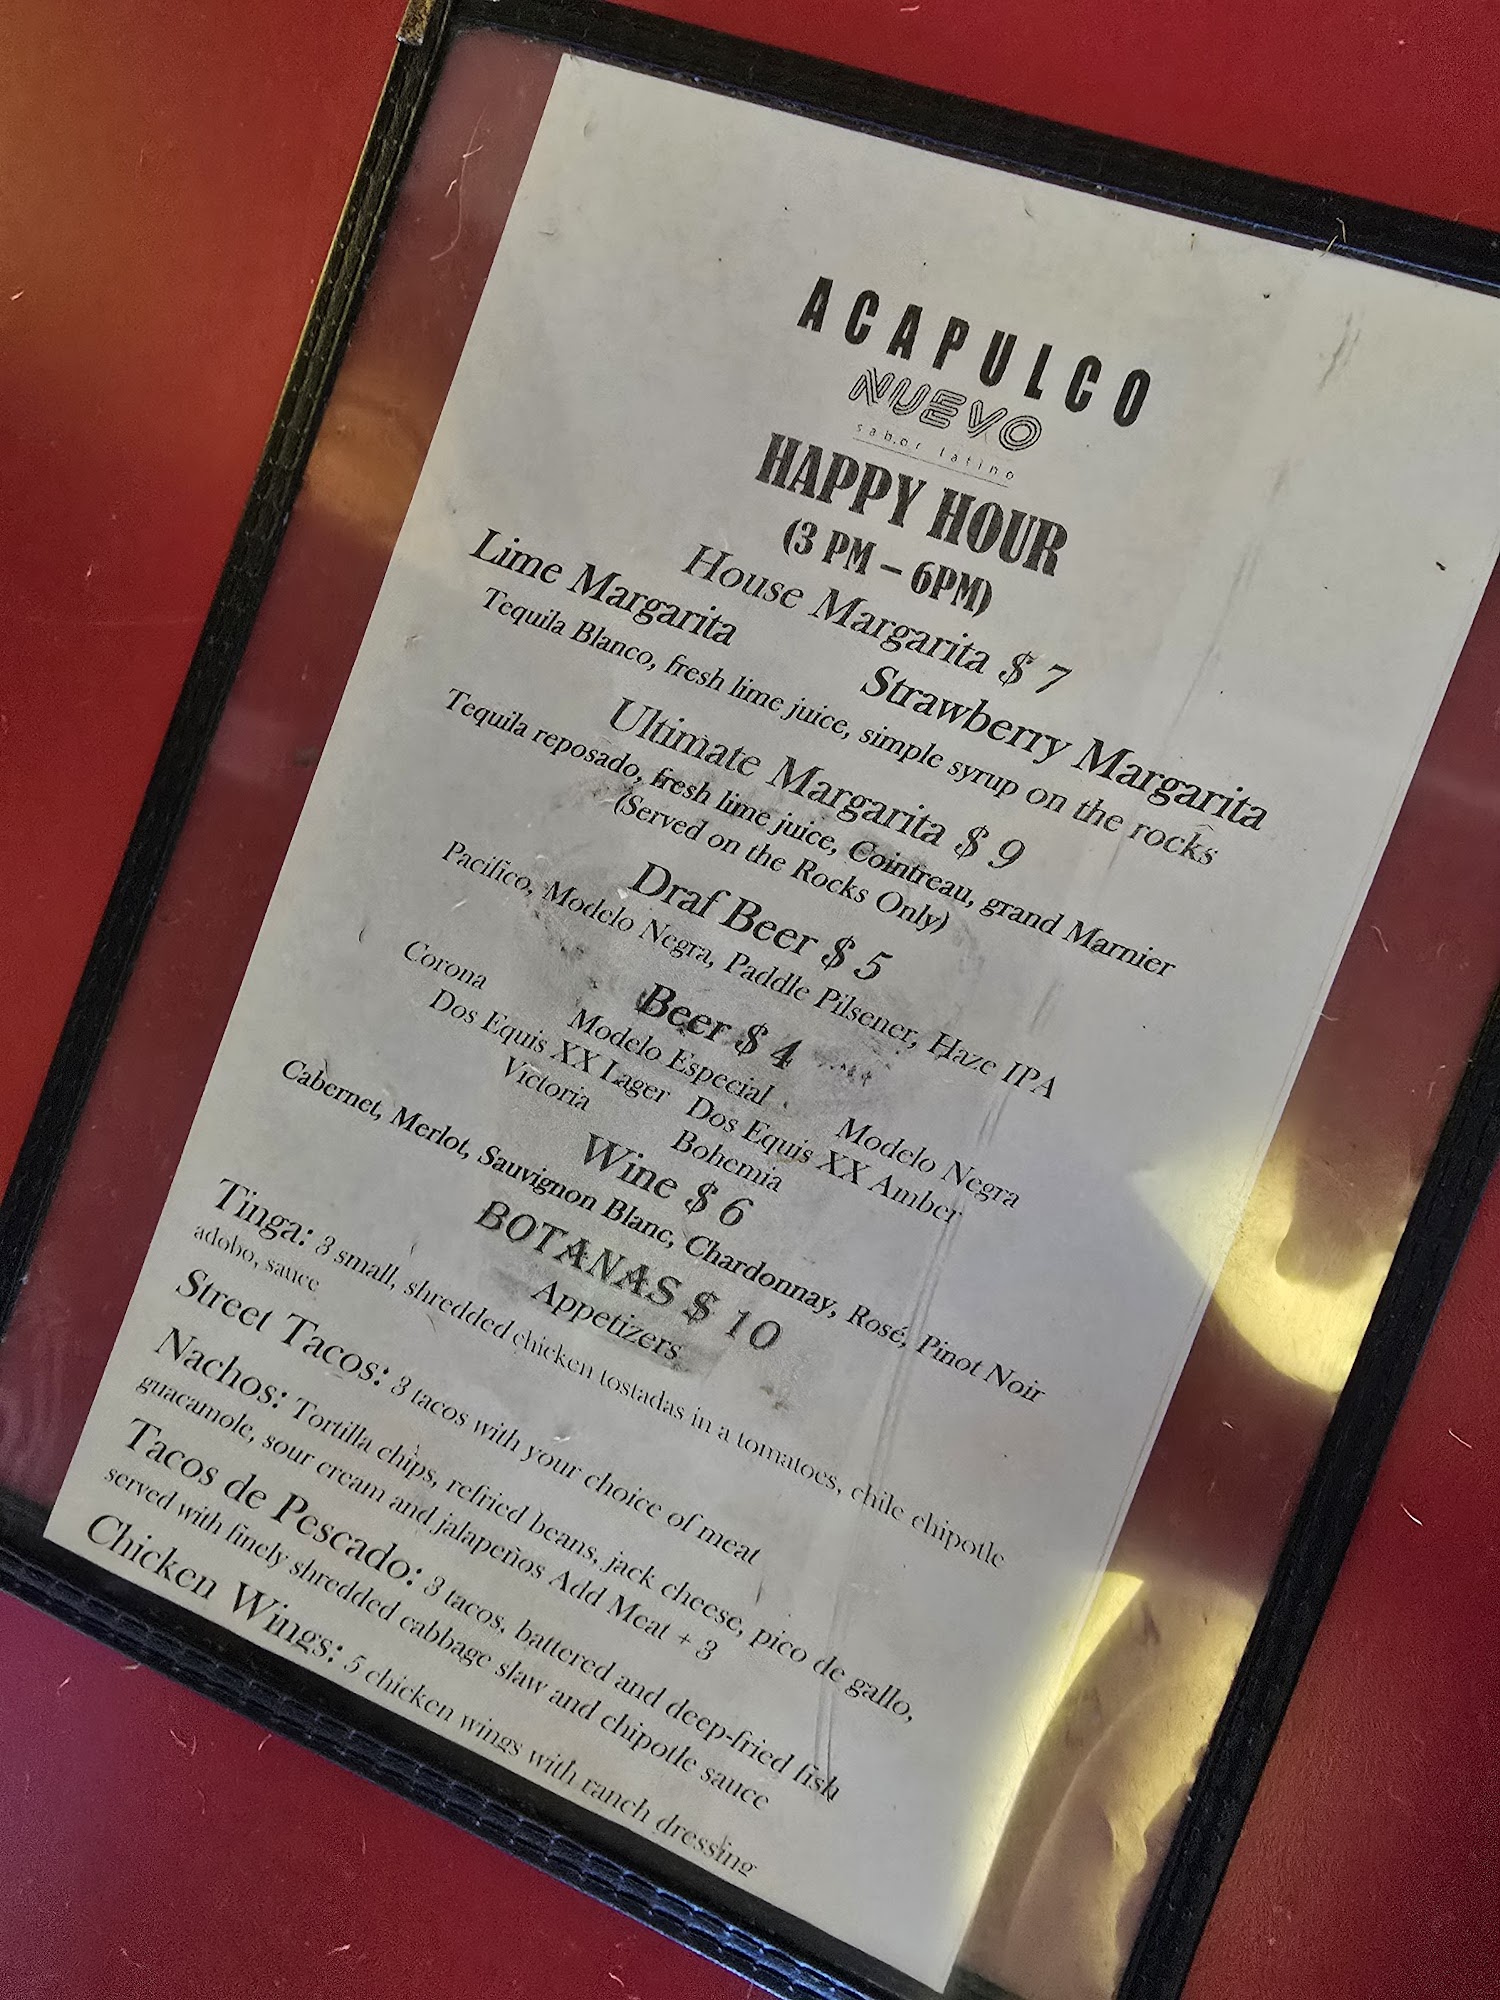 ACAPULCO
NUEVO
sabor latino
HAPPY HOUR
(3 PM – 6PM)
House Margarita $ 7
Lime Margarita Strawberry Margarita
Tequila Blanco, fresh lime juice, simple syrup on the rocks
Ultimate Margarita $ 9
Tequila reposado, fresh lime juice, Cointreau, grand Marnier
(Served on the Rocks Only)
Draf Beer $ 5
Pacifico, Modelo Negra, Paddle Pilsener, Haze IPA
Beer $ 4
Corona Modelo Especial Modelo Negra
Dos Equis XX Lager Dos Equis XX Amber
Victoria Bohemia
Wine $ 6
Cabernet, Merlot, Sauvignon Blanc, Chardonnay, Rosé, Pinot Noir
BOTANAS $ 10
Appetizers
Tinga: 3 small, shredded chicken tostadas in a tomatoes, chile chipotle
adobo, sauce
Street Tacos: 3 tacos with your choice of meat
Nachos: Tortilla chips, refried beans, jack cheese, pico de gallo,
guacamole, sour cream and jalapeños Add Meat + 3
Tacos de Pescado: 3 tacos, battered and deep-fried fish
served with finely shredded cabbage slaw and chipotle sauce
Chicken Wings: 5 chicken wings with ranch dressing